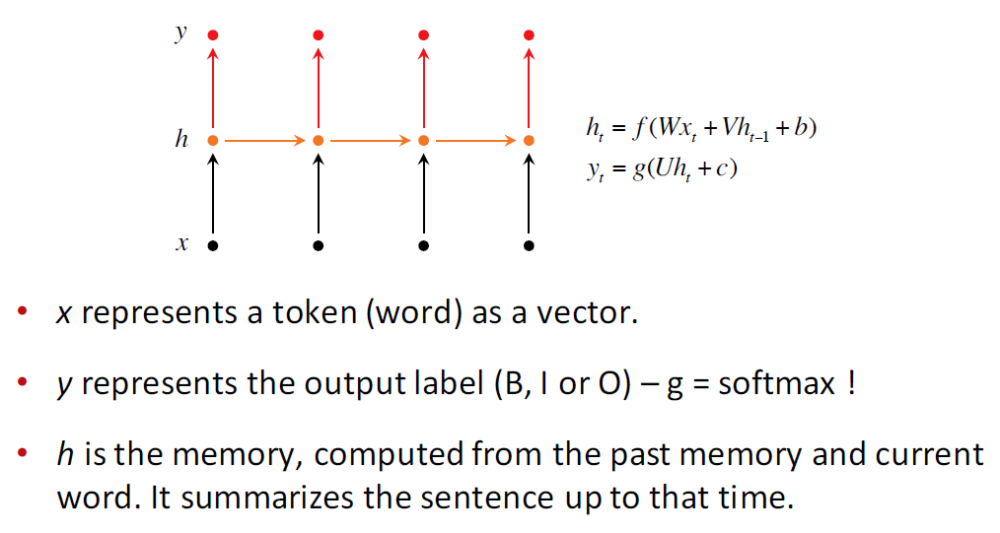 y
h
h_t = f(Wx_t + Vh_{t–1} + b)
y_t = g(Uh_t + c)
x
• x represents a token (word) as a vector.
• y represents the output label (B, I or O) – g = softmax !
• h is the memory, computed from the past memory and current
word. It summarizes the sentence up to that time.